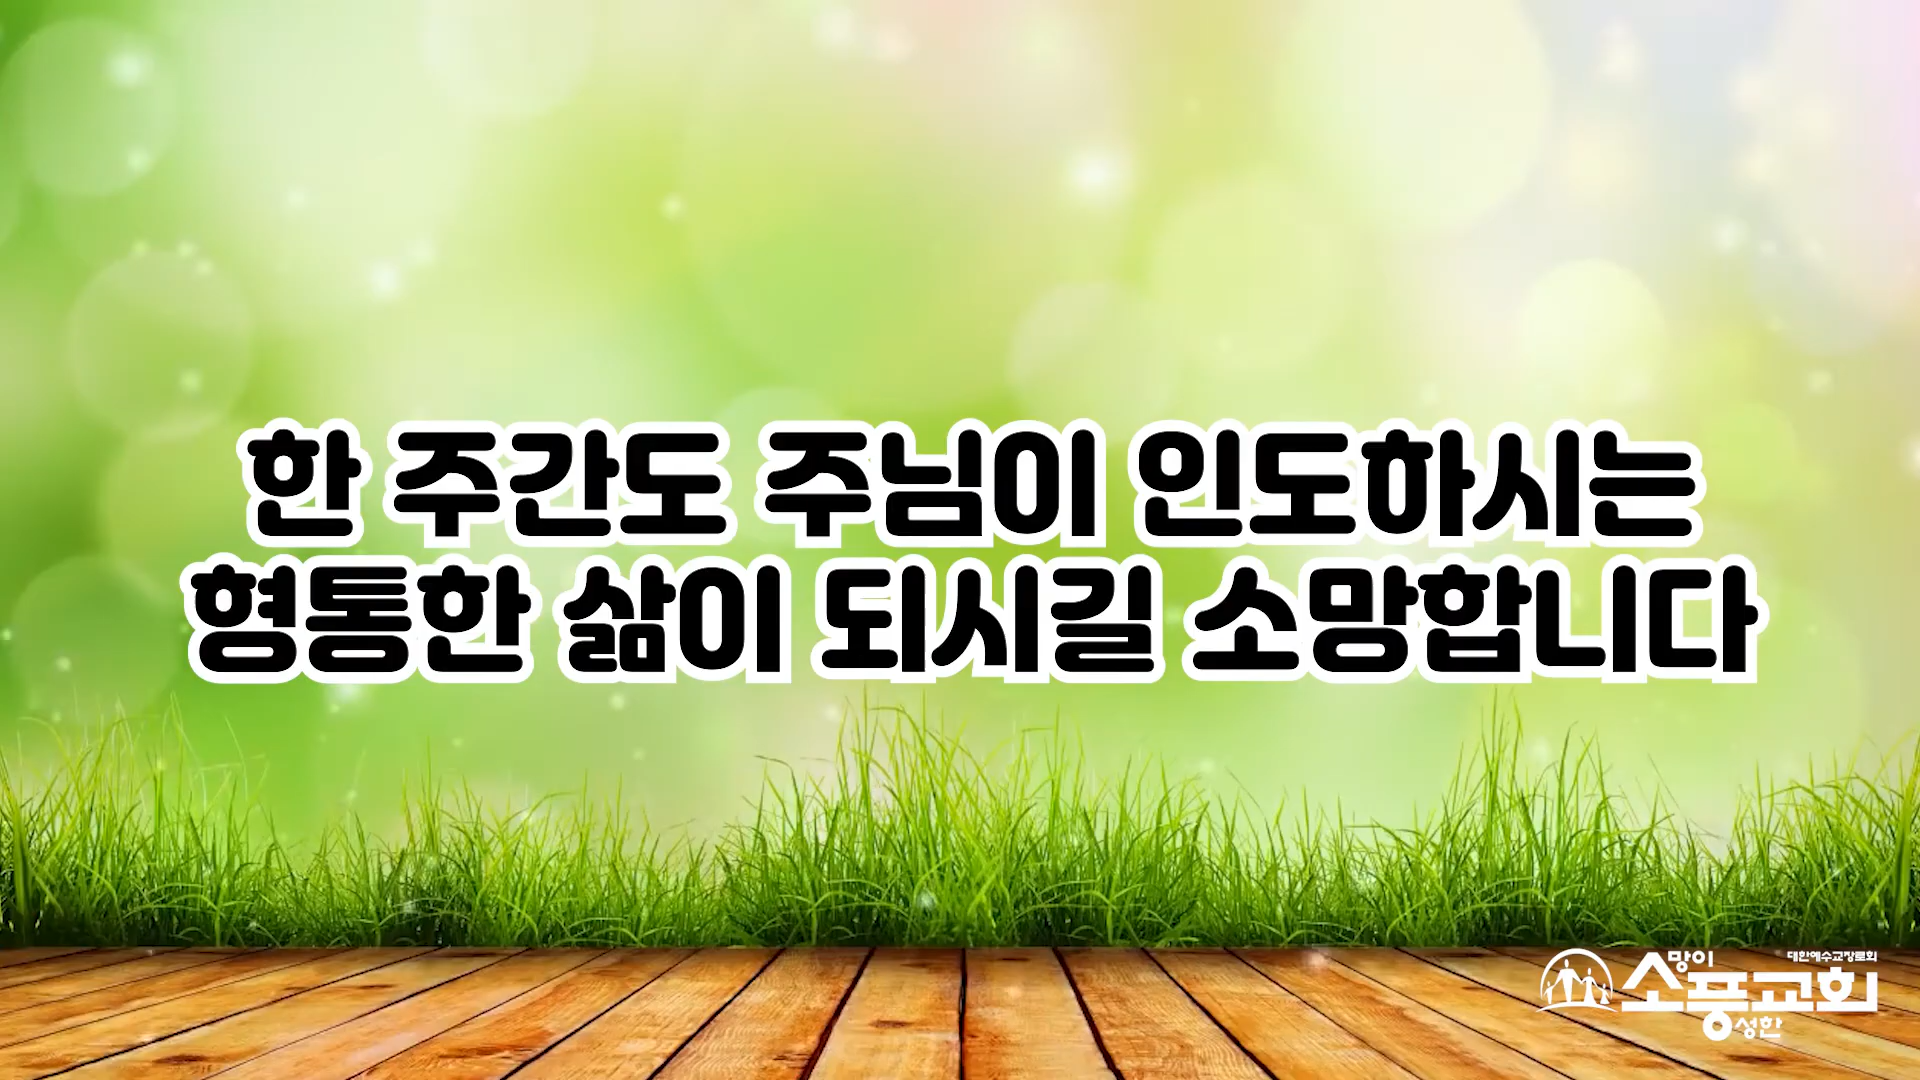 한 주간도 주님이 인도하시는
형통한 삶이 되시길 소망합니다
대한예수교장로회
소망이
풍성한
교회